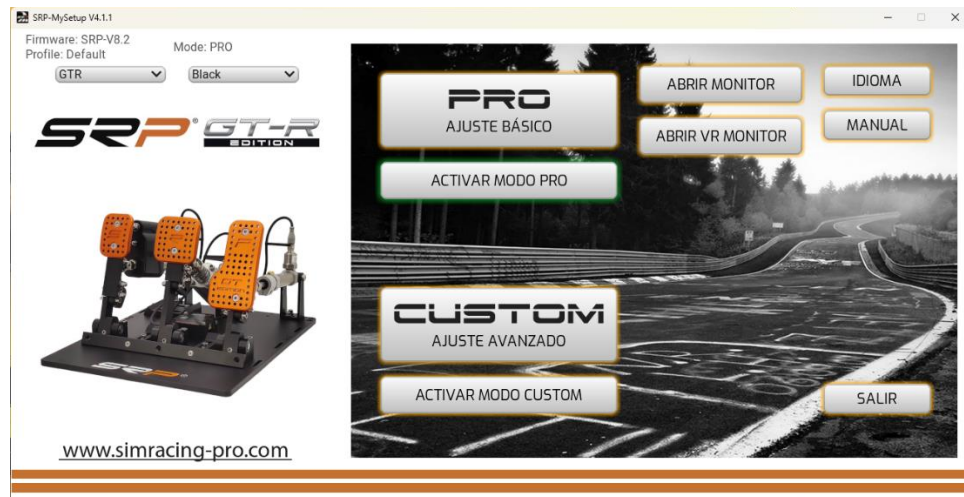 SRP-MySetup V4.1.1
Firmware: SRP-V8.2
Profile: Default
Mode: PRO
GTR
Black
SRP® GT-R
EDITION
PRO
AJUSTE BÁSICO
ACTIVAR MODO PRO
ABRIR MONITOR
ABRIR VR MONITOR
IDIOMA
MANUAL
CUSTOM
AJUSTE AVANZADO
ACTIVAR MODO CUSTOM
SALIR
SRP
www.simracing-pro.com